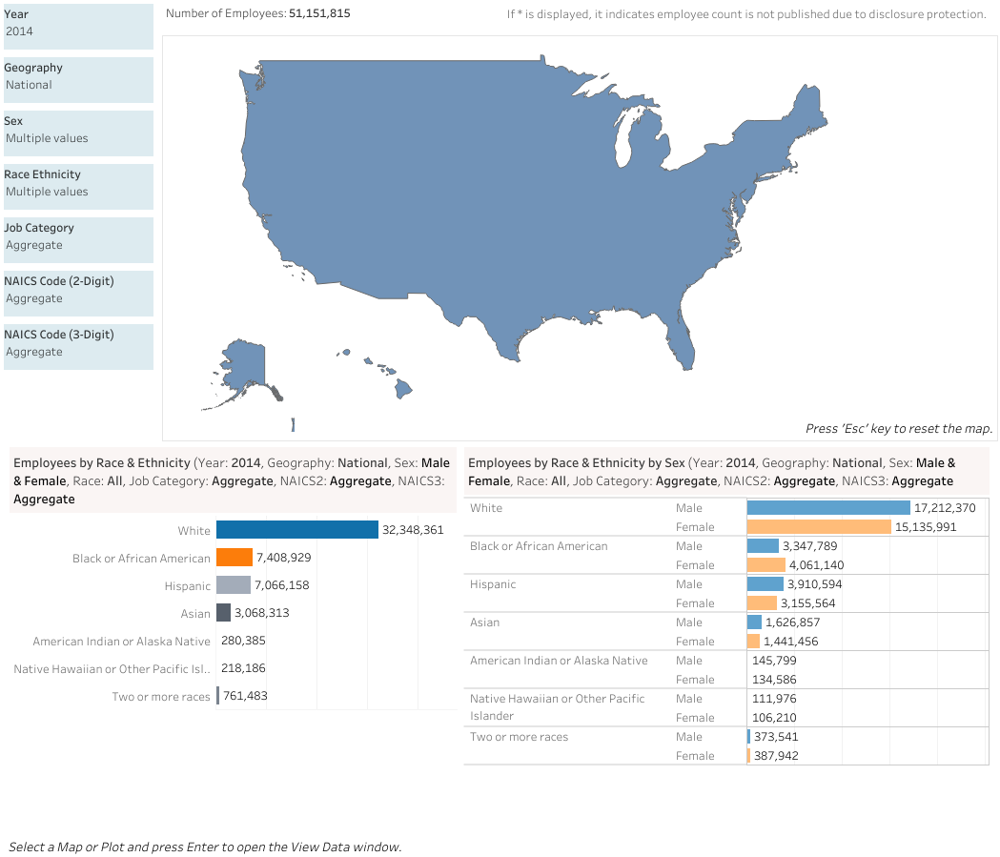 Year
2014
Geography
National
Sex
Multiple values
Race Ethnicity
Multiple values
Job Category
Aggregate
NAICS Code (2-Digit)
Aggregate
NAICS Code (3-Digit)
Aggregate
Number of Employees: 51,151,815
If * is displayed, it indicates employee count is not published due to disclosure protection.
Press 'Esc' key to reset the map.
Employees by Race & Ethnicity (Year: 2014, Geography: National, Sex: Male
& Female, Race: All, Job Category: Aggregate, NAICS2: Aggregate, NAICS3:
Aggregate
White 32,348,361
Black or African American 7,408,929
Hispanic 7,066,158
Asian 3,068,313
American Indian or Alaska Native 280,385
Native Hawaiian or Other Pacific Isl.. 218,186
Two or more races 761,483
Employees by Race & Ethnicity by Sex (Year: 2014, Geography: National, Sex: Male &
Female, Race: All, Job Category: Aggregate, NAICS2: Aggregate, NAICS3: Aggregate
White Male 17,212,370
Female 15,135,991
Black or African American Male 3,347,789
Female 4,061,140
Hispanic Male 3,910,594
Female 3,155,564
Asian Male 1,626,857
Female 1,441,456
American Indian or Alaska Native Male 145,799
Female 134,586
Native Hawaiian or Other Pacific Male 111,976
Islander Female 106,210
Two or more races Male 373,541
Female 387,942
Select a Map or Plot and press Enter to open the View Data window.